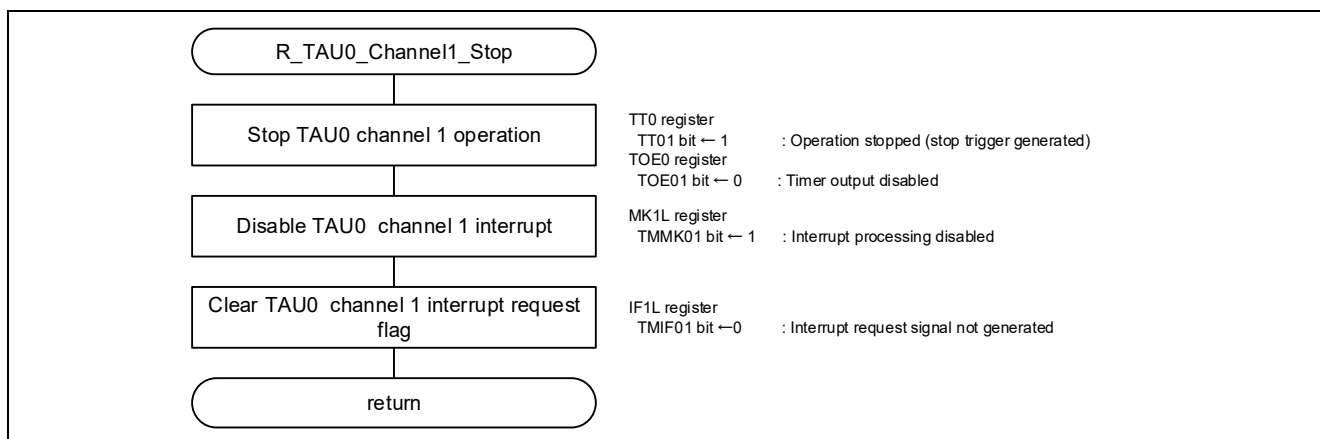 R_TAU0_Channel1_Stop
Stop TAU0 channel 1 operation
TT0 register
TT01 bit ← 1 : Operation stopped (stop trigger generated)
TOE0 register
TOE01 bit ← 0 : Timer output disabled
Disable TAU0 channel 1 interrupt
MK1L register
TMMK01 bit ← 1 : Interrupt processing disabled
Clear TAU0 channel 1 interrupt request
flag
IF1L register
TMIF01 bit ←0 : Interrupt request signal not generated
return